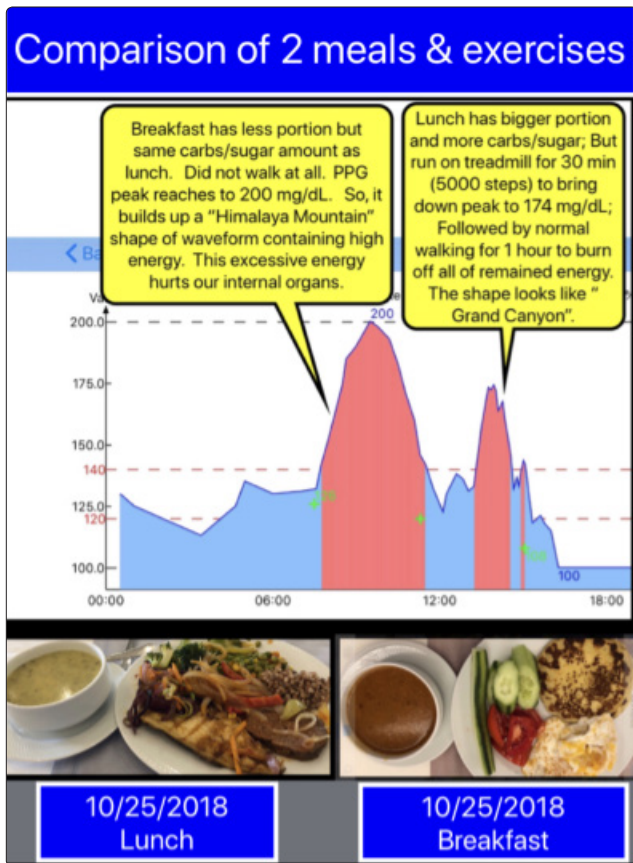 Comparison of 2 meals & exercises
Breakfast has less portion but
same carbs/sugar amount as
lunch. Did not walk at all. PPG
peak reaches to 200 mg/dL. So, it
builds up a "Himalaya Mountain"
shape of waveform containing high
energy. This excessive energy
hurts our internal organs.
Lunch has bigger portion
and more carbs/sugar; But
run on treadmill for 30 min
(5000 steps) to bring
down peak to 174 mg/dL;
Followed by normal
walking for 1 hour to burn
off all of remained energy.
The shape looks like "
Grand Canyon".
200
200.0
175.0
150.0
140
125.0
120
100.0
100
00:00 06:00 12:00 18:00
10/25/2018
Lunch
10/25/2018
Breakfast